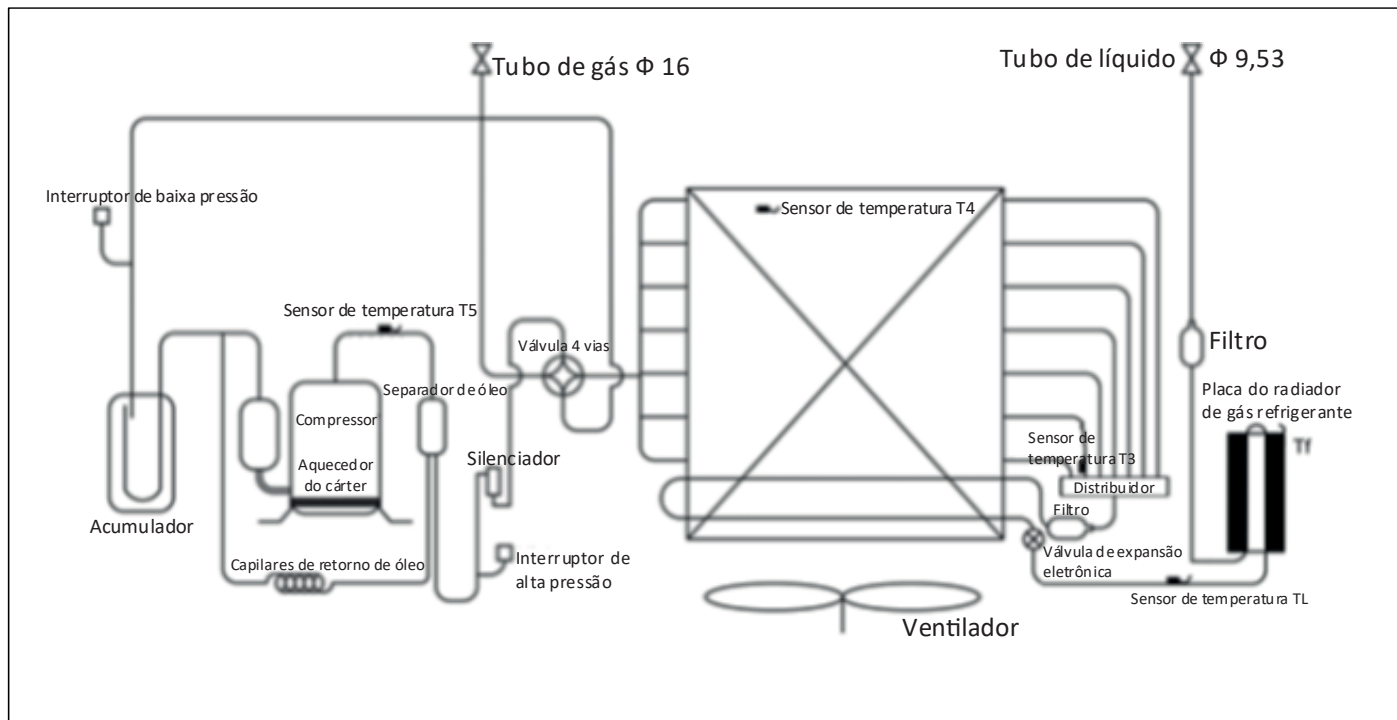 Tubo de gás Φ 16
Tubo de líquido
Φ 9,53
Interruptor de baixa pressão
Sensor de temperatura T4
Sensor de temperatura T5
Válvula 4 vias
Filtro
Separador de óleo
Placa do radiador
de gás refrigerante
Compressor
Tf
Silenciador
Sensor de
temperatura T3
Aquecedor
do cárter
Distribuidor
Acumulador
Filtro
Capilares de retorno de óleo
Interruptor de
alta pressão
Válvula de expansão
eletrônica
Sensor de temperatura TL
Ventilador